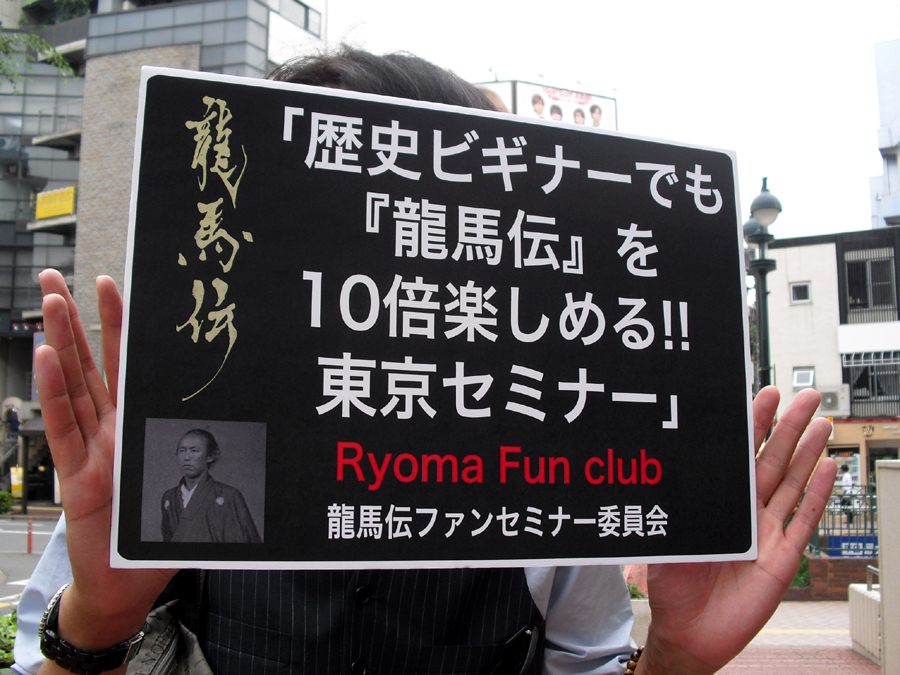 龍馬伝
「歴史ビギナーでも
『龍馬伝』を
10倍楽しめる!!
東京セミナー」
Ryoma Fun club
龍馬伝ファンセミナー委員会